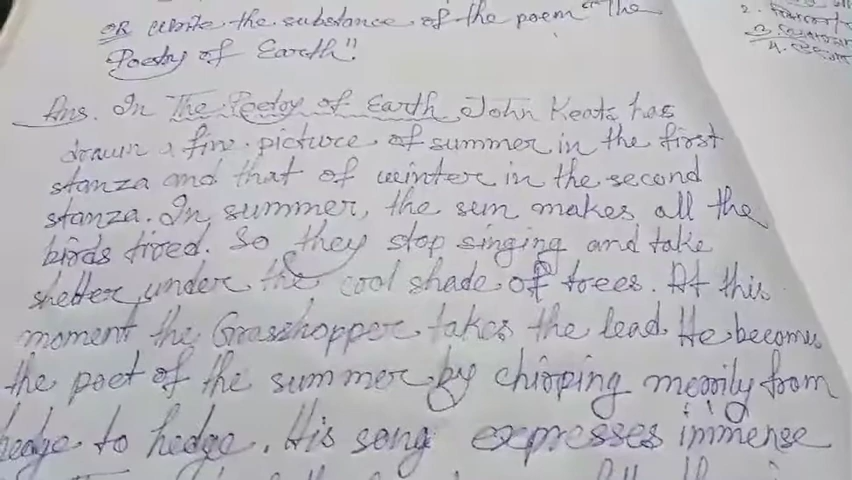 OR Write the substance of the poem "The
Poetry of Earth".
Ans. In The Poetry of Earth John Keats has
drawn a fine picture of summer in the first
stanza and that of winter in the second
stanza. In summer, the sun makes all the
birds tired. So they stop singing and take
shelter under the cool shade of trees. At this
moment the Grasshopper takes the lead. He becomes
the poet of the summer by chirping merrily from
hedge to hedge. His song expresses immense
2.
3.
4.